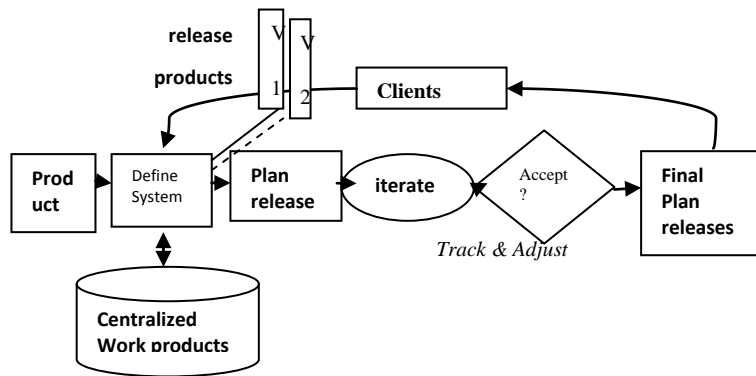 release
products
V
1
V
2
Clients
Prod
uct
Define
System
Plan
release
iterate
Accept
?
Final
Plan
releases
Track & Adjust
Centralized
Work products